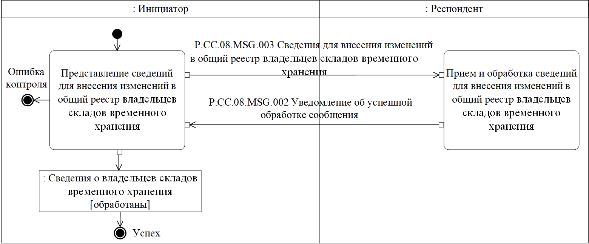 : Инициатор
: Респондент
P.CC.08.MSG.003 Сведения для внесения изменений
в общий реестр владельцев складов временного
хранения
Ошибка
контроля
Представление сведений
для внесения изменений в
общий реестр владельцев
складов временного
хранения
Прием и обработка сведений
для внесения изменений в
общий реестр владельцев
складов временного
хранения
P.CC.08.MSG.002 Уведомление об успешной
обработке сообщения
: Сведения о владельцев складов
временного хранения
[обработаны]
Успех